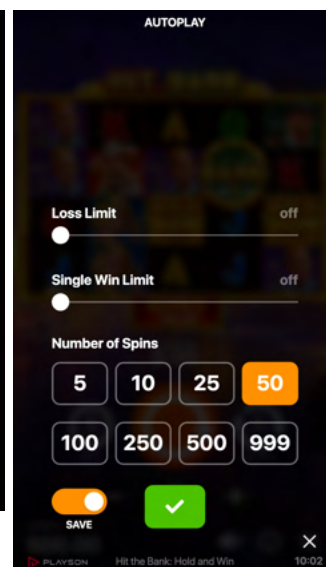 AUTOPLAY
Loss Limit off
Single Win Limit off
Number of Spins
5 10 25 50
100 250 500 999
SAVE
PLAYSON Hit the Bank: Hold and Win 10:02